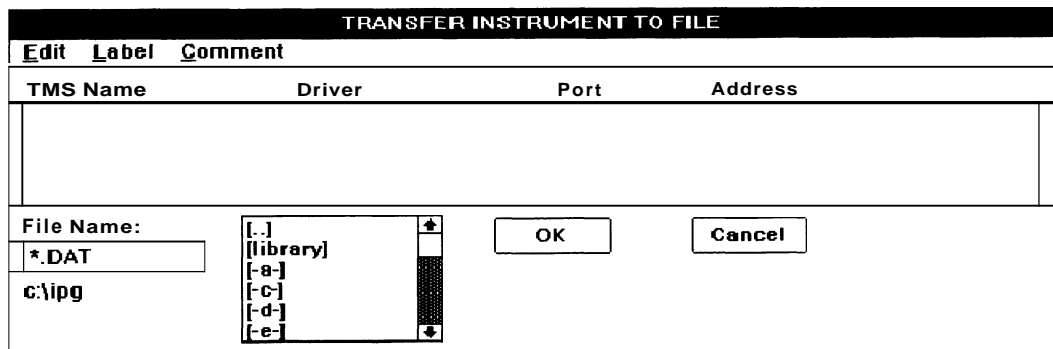 TRANSFER INSTRUMENT TO FILE
Edit Label Comment
TMS Name Driver Port Address
File Name:
*.DAT
c:\ipg
[..]
[library]
[-a-]
[-c-]
[-d-]
[-e-]
OK
Cancel